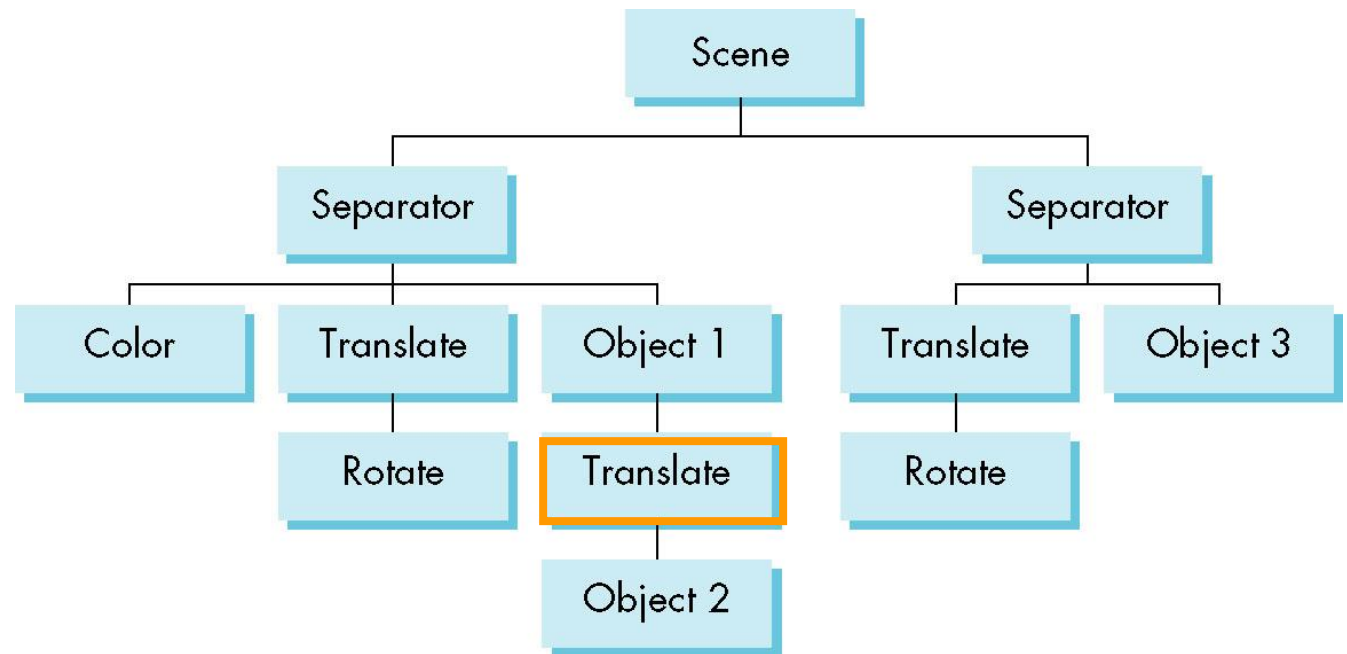 Scene
Separator
Separator
Color
Translate
Object 1
Translate
Object 3
Rotate
Translate
Rotate
Object 2